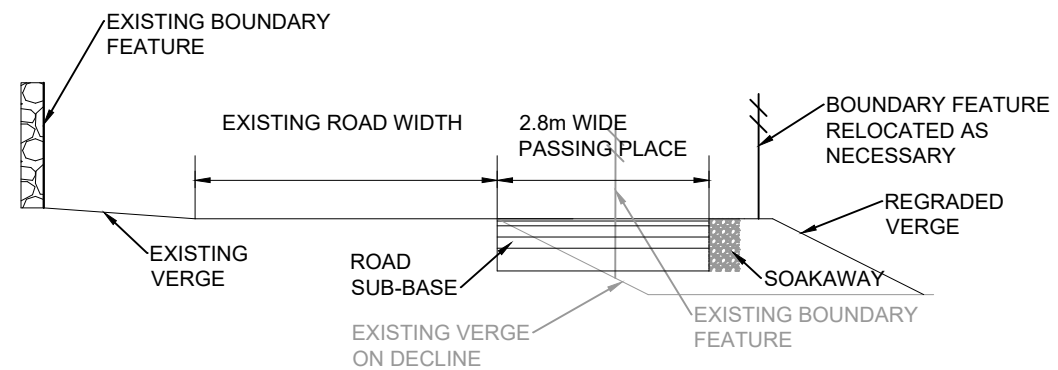 EXISTING BOUNDARY
FEATURE
EXISTING ROAD WIDTH
2.8m WIDE
PASSING PLACE
BOUNDARY FEATURE
RELOCATED AS
NECESSARY
REGRADED
VERGE
EXISTING
VERGE
ROAD
SUB-BASE
SOAKAWAY
EXISTING VERGE
ON DECLINE
EXISTING BOUNDARY
FEATURE